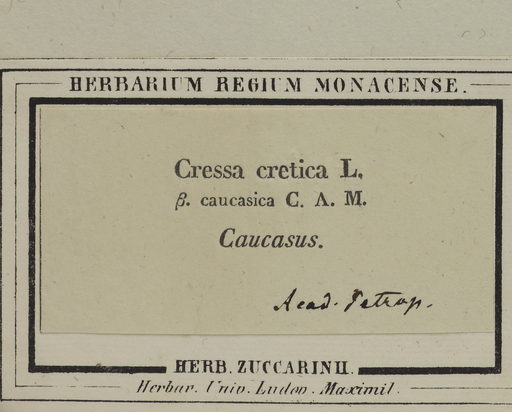 HERBARIUM REGIUM MONACENSE.
Cressa cretica L.
β. caucasica C. A. M.
Caucasus.
Acad. Petrop.
HERB. ZUCCARINII.
Herbar. Univ. Ludov. Maximil.